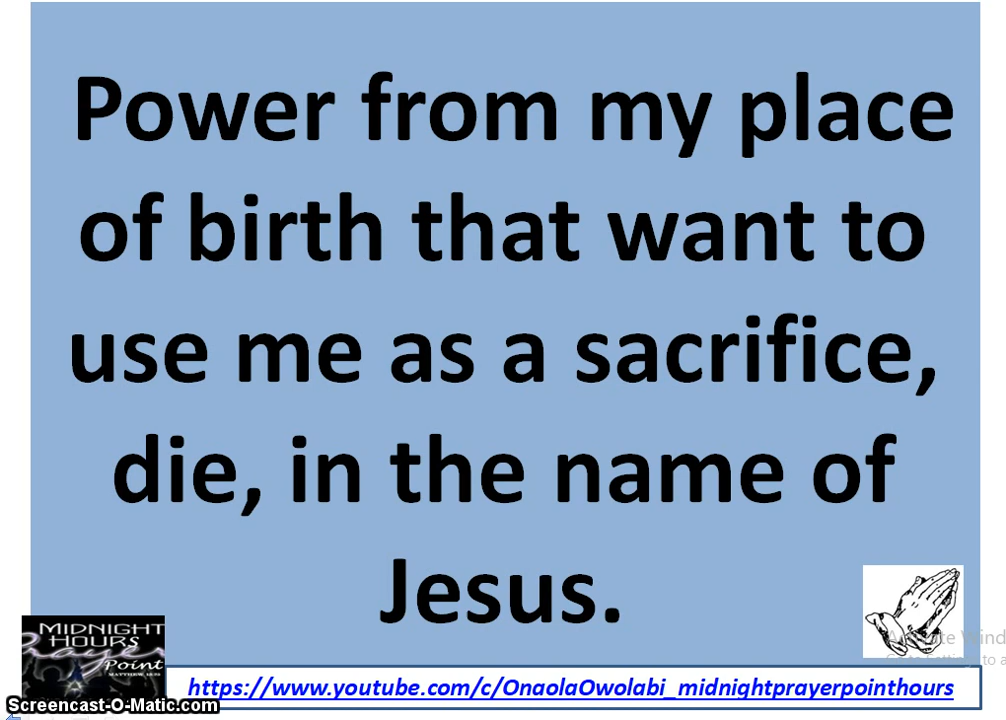 Power from my place
of birth that want to
use me as a sacrifice,
die, in the name of
Jesus.
MIDNIGHT
HOURS
Prayer
Point
https://www.youtube.com/c/OnaolaOwolabi_midnightprayerpointhours
Screencast-O-Matic.com